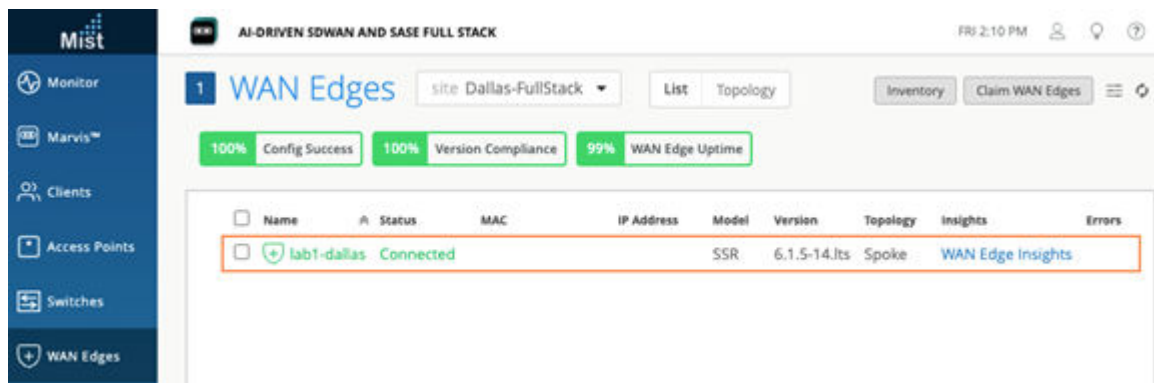 Mist
AI-DRIVEN SDWAN AND SASE FULL STACK
FRI 2:10 PM
Monitor
Marvis™
Clients
Access Points
Switches
WAN Edges
1 WAN Edges site Dallas-FullStack List Topology Inventory Claim WAN Edges
100% Config Success 100% Version Compliance 99% WAN Edge Uptime
Name Status MAC IP Address Model Version Topology Insights Errors
lab1-dallas Connected SSR 6.1.5-14.lts Spoke WAN Edge Insights